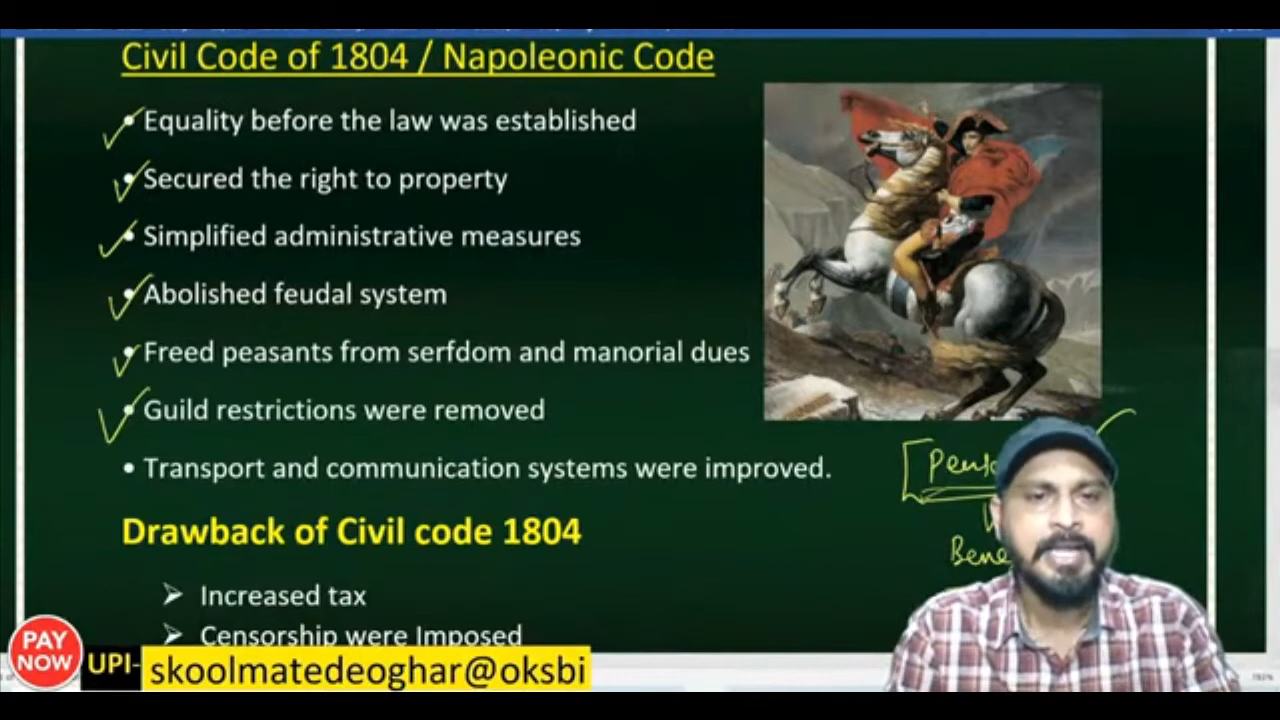 Civil Code of 1804 / Napoleonic Code
• Equality before the law was established
• Secured the right to property
• Simplified administrative measures
• Abolished feudal system
• Freed peasants from serfdom and manorial dues
• Guild restrictions were removed
• Transport and communication systems were improved.
Drawback of Civil code 1804
➢ Increased tax
➢ Censorship were Imposed
PAY
NOW
UPI- skoolmatedeoghar@oksbi